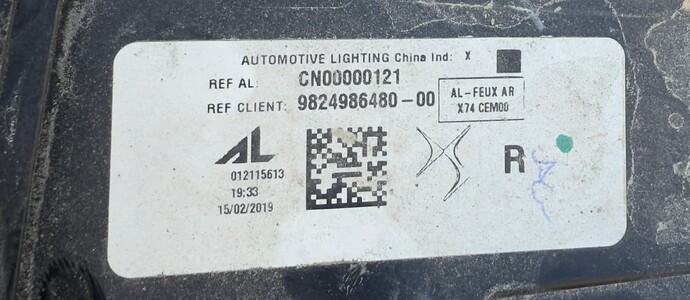 AUTOMOTIVE LIGHTING China Ind: X
REF AL: CN00000121
REF CLIENT: 9824986480-00
AL-FEUX AR
X74 CEM00
AL
012115613
19:33
15/02/2019
R